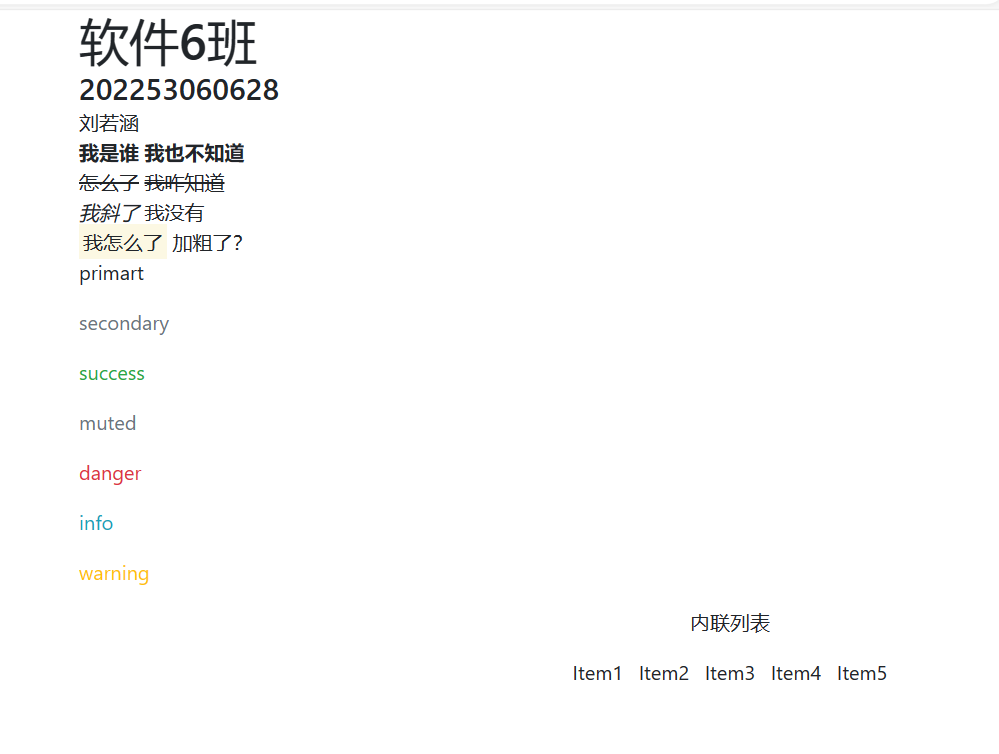 软件6班
202253060628
刘若涵
我是谁 我也不知道
怎么了 我咋知道
我斜了 我没有
我怎么了 加粗了？
primart
secondary
success
muted
danger
info
warning
内联列表
Item1 Item2 Item3 Item4 Item5